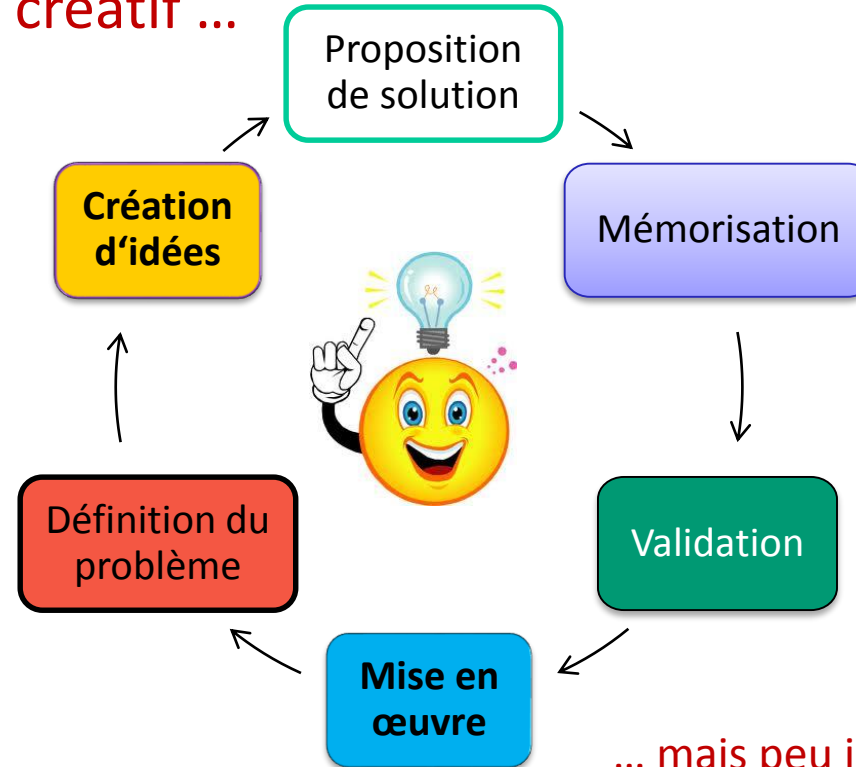 créatif ...
Proposition
de solution
Création
d‘idées
Mémorisation
Définition du
problème
Validation
Mise en
œuvre
... mais peu i